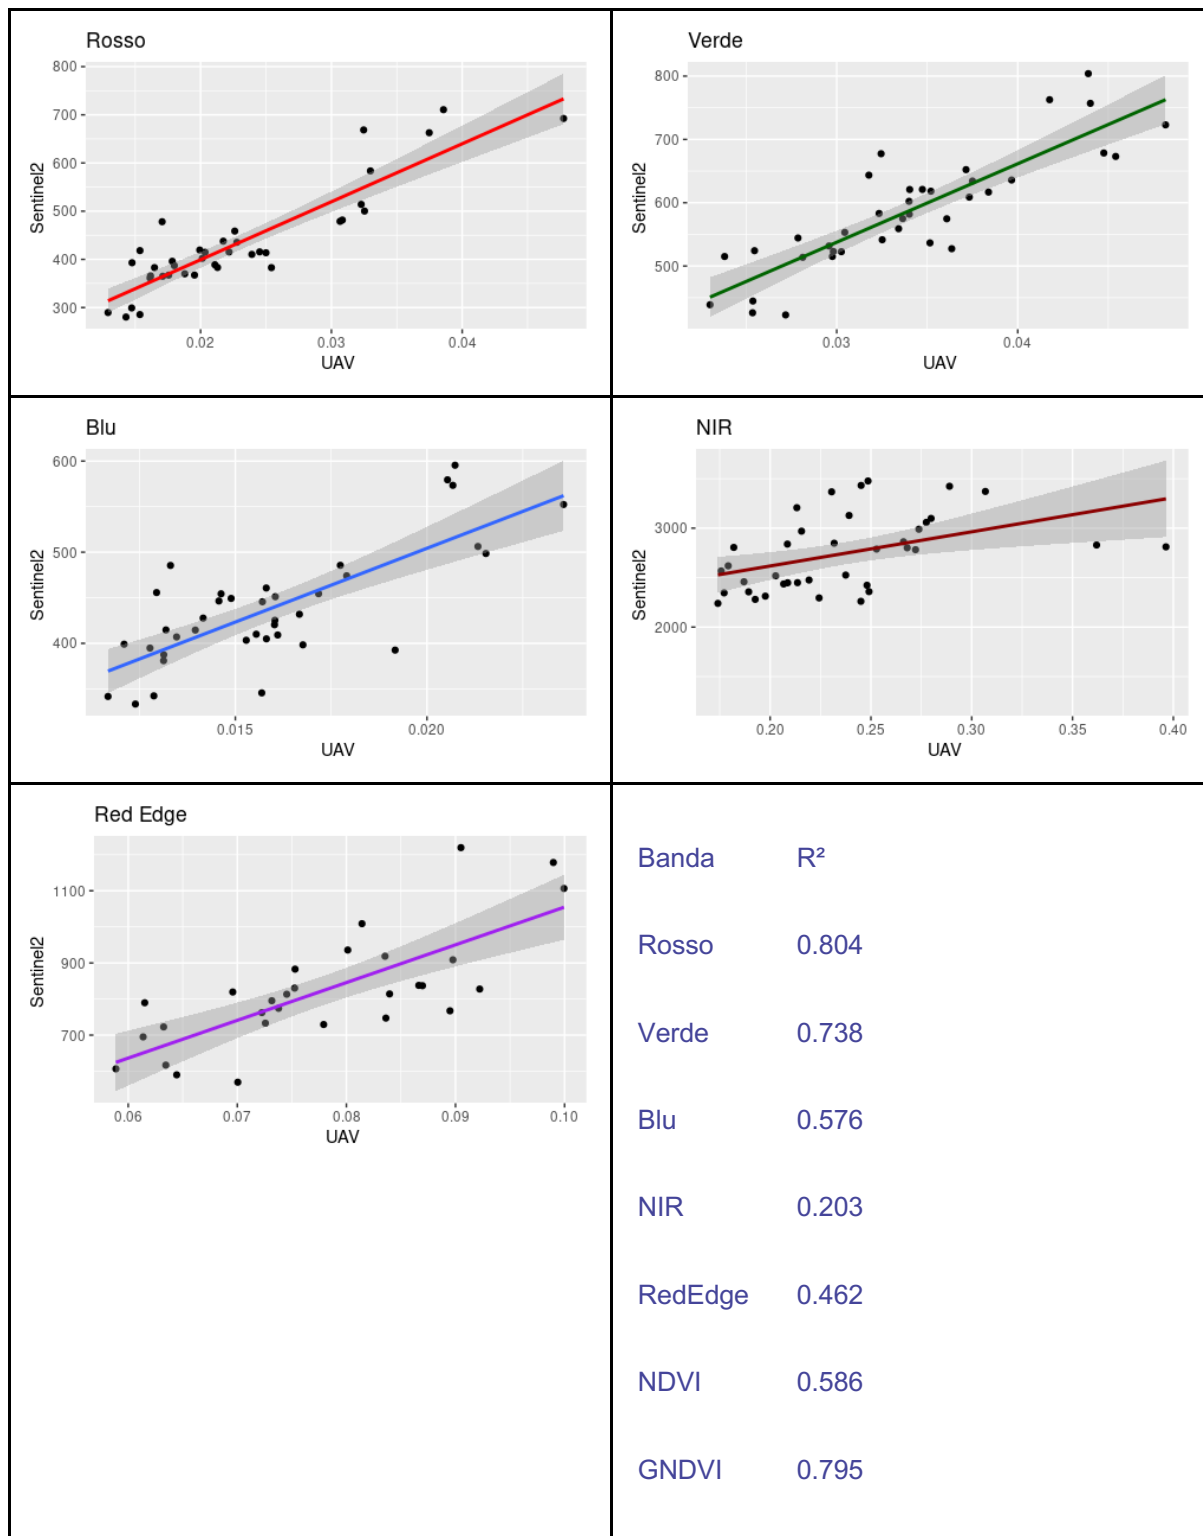 Rosso
800
700
600
500
400
300
Sentinel2
0.02 0.03 0.04
UAV
Verde
800
700
600
500
Sentinel2
0.03 0.04
UAV
Blu
600
500
400
Sentinel2
0.015 0.020
UAV
NIR
3000
2000
Sentinel2
0.20 0.25 0.30 0.35 0.40
UAV
Red Edge
1100
900
700
Sentinel2
0.06 0.07 0.08 0.09 0.10
UAV
Banda R²
Rosso 0.804
Verde 0.738
Blu 0.576
NIR 0.203
RedEdge 0.462
NDVI 0.586
GNDVI 0.795